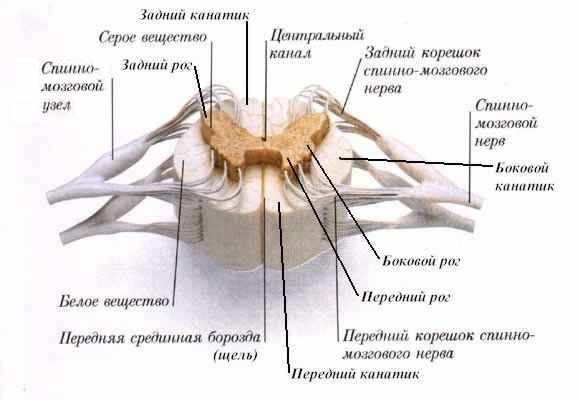 Задний канатик
Серое вещество
Центральный
канал
Задний рог
Задний корешок
спинно-мозгового
нерва
Спинно-
мозговой
узел
Спинно-
мозговой
нерв
Боковой
канатик
Боковой рог
Белое вещество
Передний рог
Передняя срединная борозда
(щель)
Передний корешок спинно-
мозгового нерва
Передний канатик